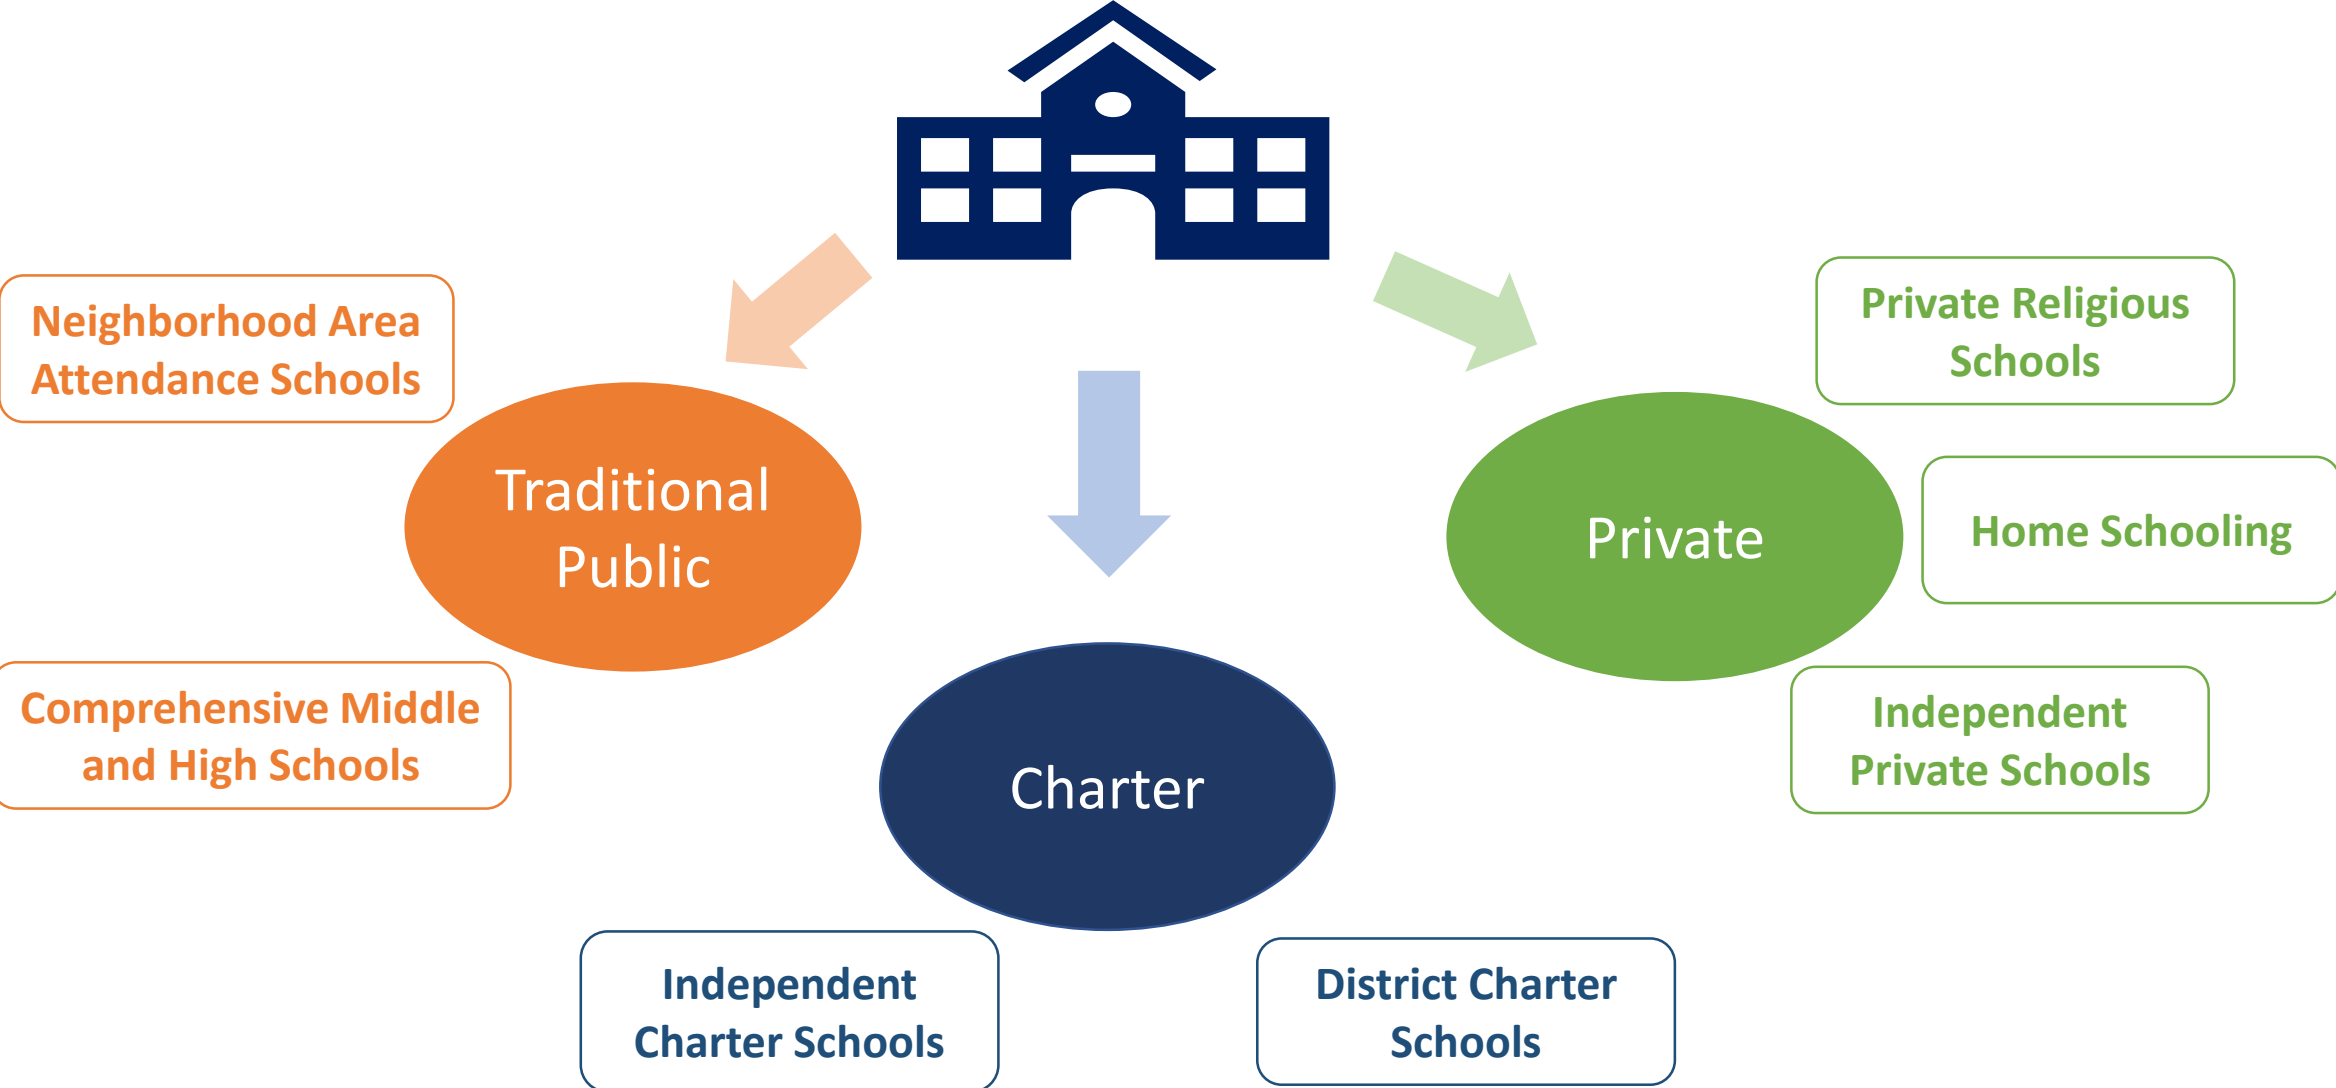 Neighborhood Area
Attendance Schools
Traditional
Public
Comprehensive Middle
and High Schools
Charter
Independent
Charter Schools
District Charter
Schools
Private
Private Religious
Schools
Home Schooling
Independent
Private Schools